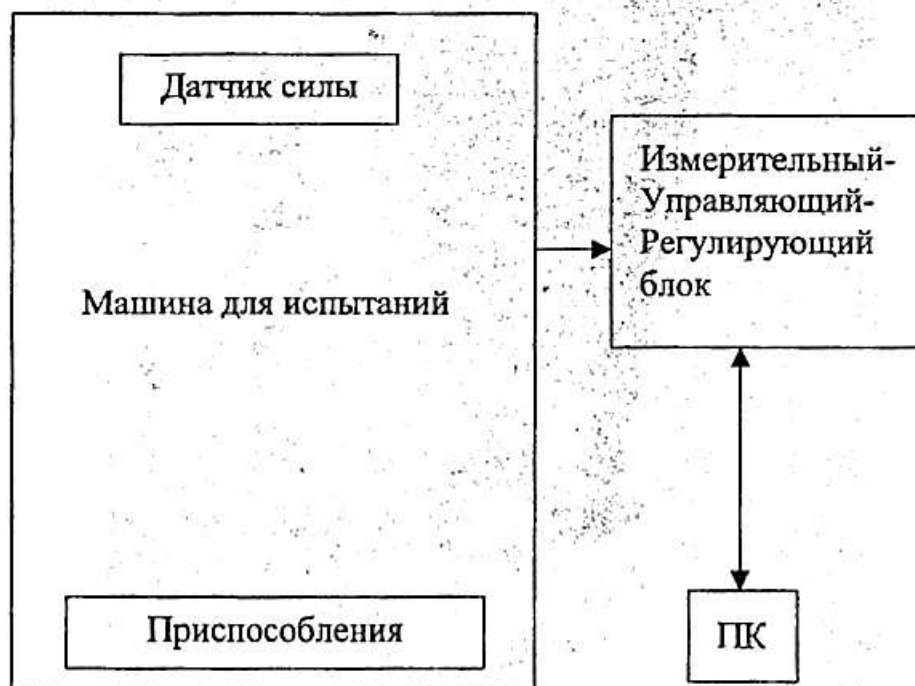 Датчик силы
Измерительный-
Управляющий-
Регулирующий
блок
Машина для испытаний
Приспособления
ПК